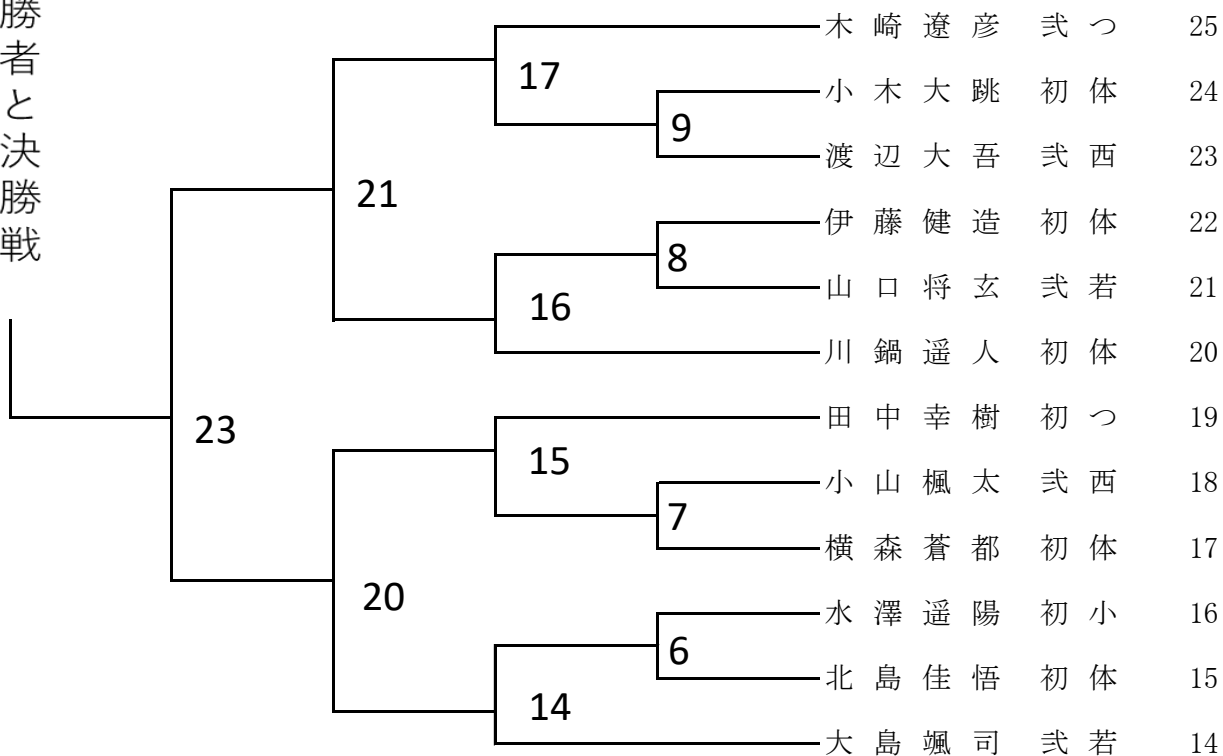 勝者と決勝戦
木崎遼彦 弐つ 25
17
小木大跳 初体 24
9
渡辺大吾 弐西 23
21
伊藤健造 初体 22
8
山口将玄 弐若 21
16
川鍋遥人 初体 20
23
田中幸樹 初つ 19
15
小山楓太 弐西 18
7
横森蒼都 初体 17
20
水澤遥陽 初小 16
6
北島佳悟 初体 15
14
大島颯司 弐若 14